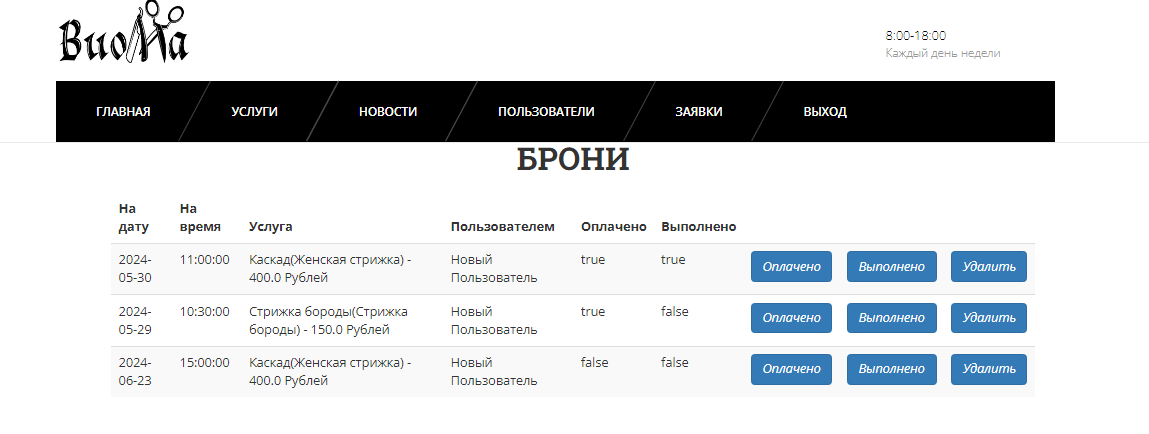 Виола
8:00-18:00
Каждый день недели
ГЛАВНАЯ УСЛУГИ НОВОСТИ ПОЛЬЗОВАТЕЛИ ЗАЯВКИ ВЫХОД
БРОНИ
На дату На время Услуга Пользователем Оплачено Выполнено
2024-05-30 11:00:00 Каскад(Женская стрижка) - 400.0 Рублей Новый Пользователь true true Оплачено Выполнено Удалить
2024-05-29 10:30:00 Стрижка бороды(Стрижка бороды) - 150.0 Рублей Новый Пользователь true false Оплачено Выполнено Удалить
2024-06-23 15:00:00 Каскад(Женская стрижка) - 400.0 Рублей Новый Пользователь false false Оплачено Выполнено Удалить